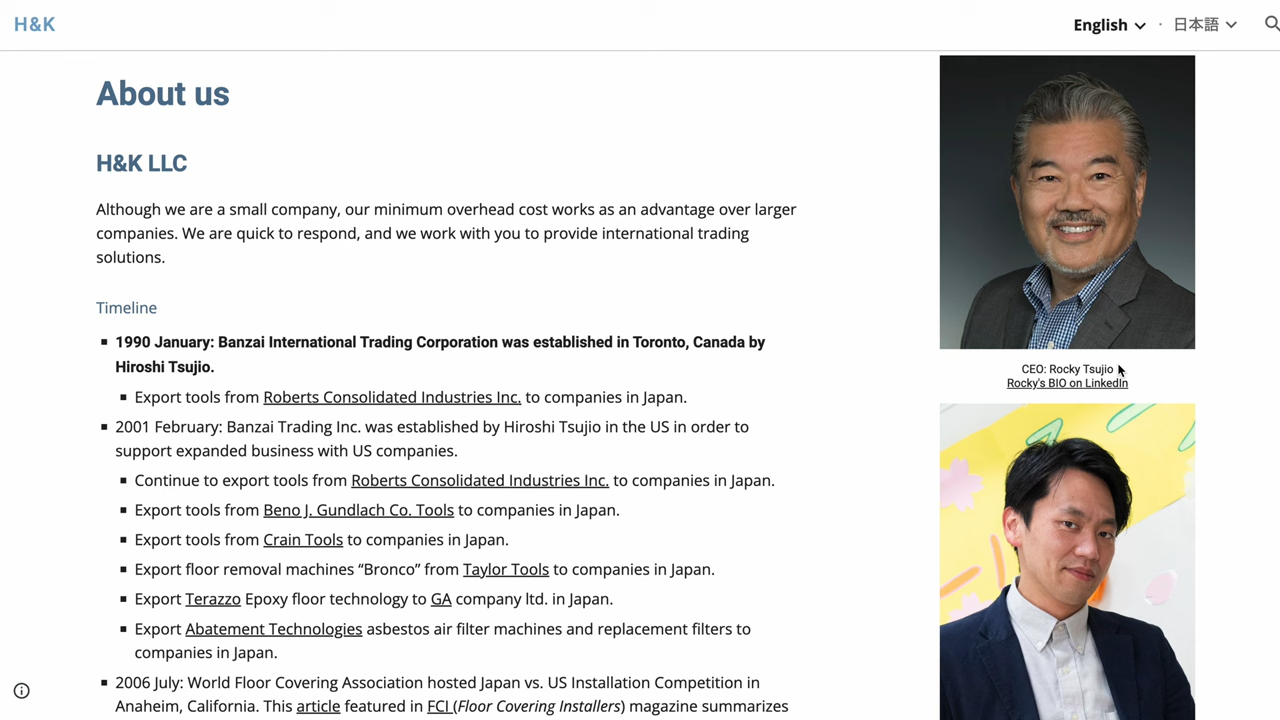 H&K
English · 日本語
About us
H&K LLC
Although we are a small company, our minimum overhead cost works as an advantage over larger
companies. We are quick to respond, and we work with you to provide international trading
solutions.
Timeline
1990 January: Banzai International Trading Corporation was established in Toronto, Canada by
Hiroshi Tsujio.
Export tools from Roberts Consolidated Industries Inc. to companies in Japan.
2001 February: Banzai Trading Inc. was established by Hiroshi Tsujio in the US in order to
support expanded business with US companies.
Continue to export tools from Roberts Consolidated Industries Inc. to companies in Japan.
Export tools from Beno J. Gundlach Co. Tools to companies in Japan.
Export tools from Crain Tools to companies in Japan.
Export floor removal machines “Bronco” from Taylor Tools to companies in Japan.
Export Terazzo Epoxy floor technology to GA company ltd. in Japan.
Export Abatement Technologies asbestos air filter machines and replacement filters to
companies in Japan.
2006 July: World Floor Covering Association hosted Japan vs. US Installation Competition in
Anaheim, California. This article featured in FCI (Floor Covering Installers) magazine summarizes
CEO: Rocky Tsujio
Rocky's BIO on LinkedIn